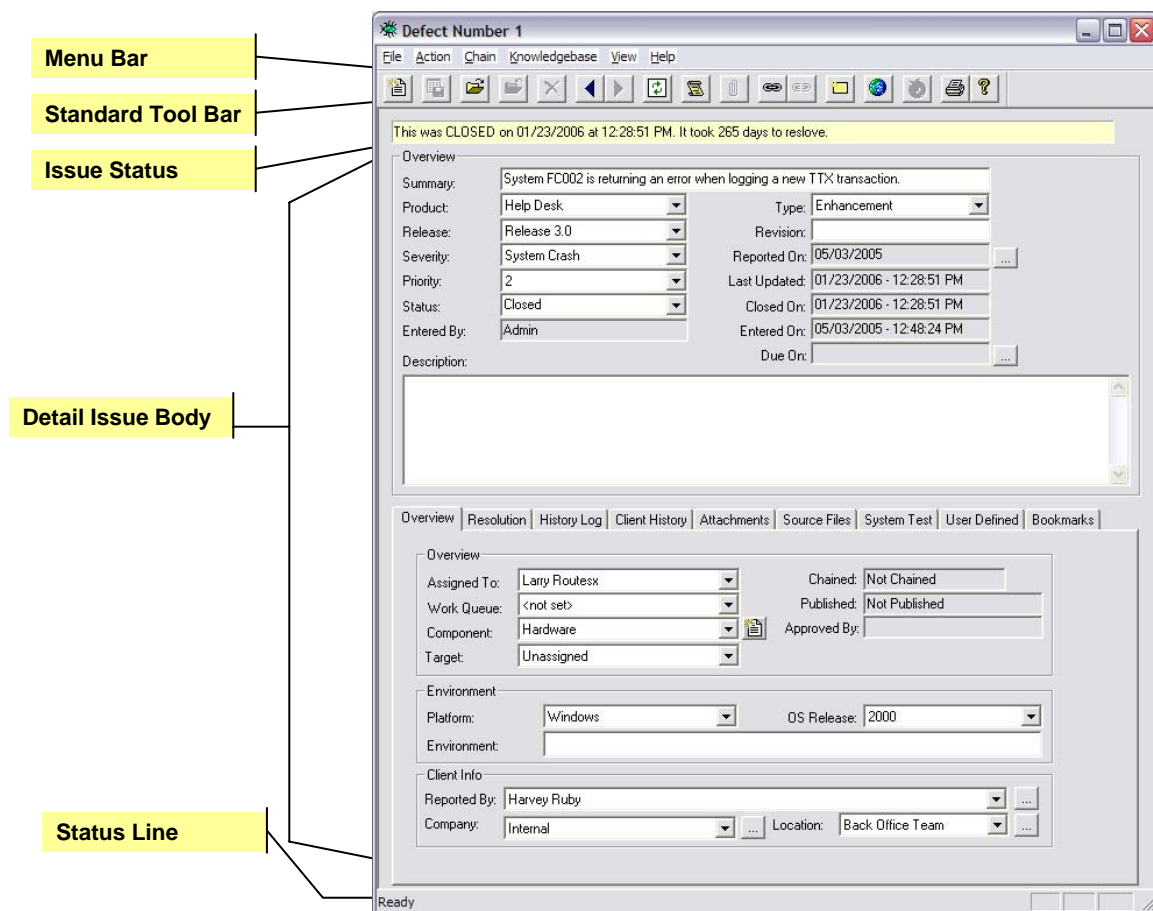 Defect Number 1
Menu Bar
File Action Chain Knowledgebase View Help
Standard Tool Bar
This was CLOSED on 01/23/2006 at 12:28:51 PM. It took 265 days to reslove.
Issue Status
Overview
Summary: System FC002 is returning an error when logging a new TTX transaction.
Product: Help Desk Type: Enhancement
Release: Release 3.0 Revision:
Severity: System Crash Reported On: 05/03/2005 ...
Priority: 2 Last Updated: 01/23/2006 - 12:28:51 PM
Status: Closed Closed On: 01/23/2006 - 12:28:51 PM
Entered By: Admin Entered On: 05/03/2005 - 12:48:24 PM
Due On: ...
Description:
Detail Issue Body
Overview Resolution History Log Client History Attachments Source Files System Test User Defined Bookmarks
Overview
Assigned To: Larry Routesx Chained: Not Chained
Work Queue: <not set> Published: Not Published
Component: Hardware Approved By:
Target: Unassigned
Environment
Platform: Windows OS Release: 2000
Environment:
Client Info
Reported By: Harvey Ruby ...
Company: Internal ... Location: Back Office Team ...
Status Line
Ready